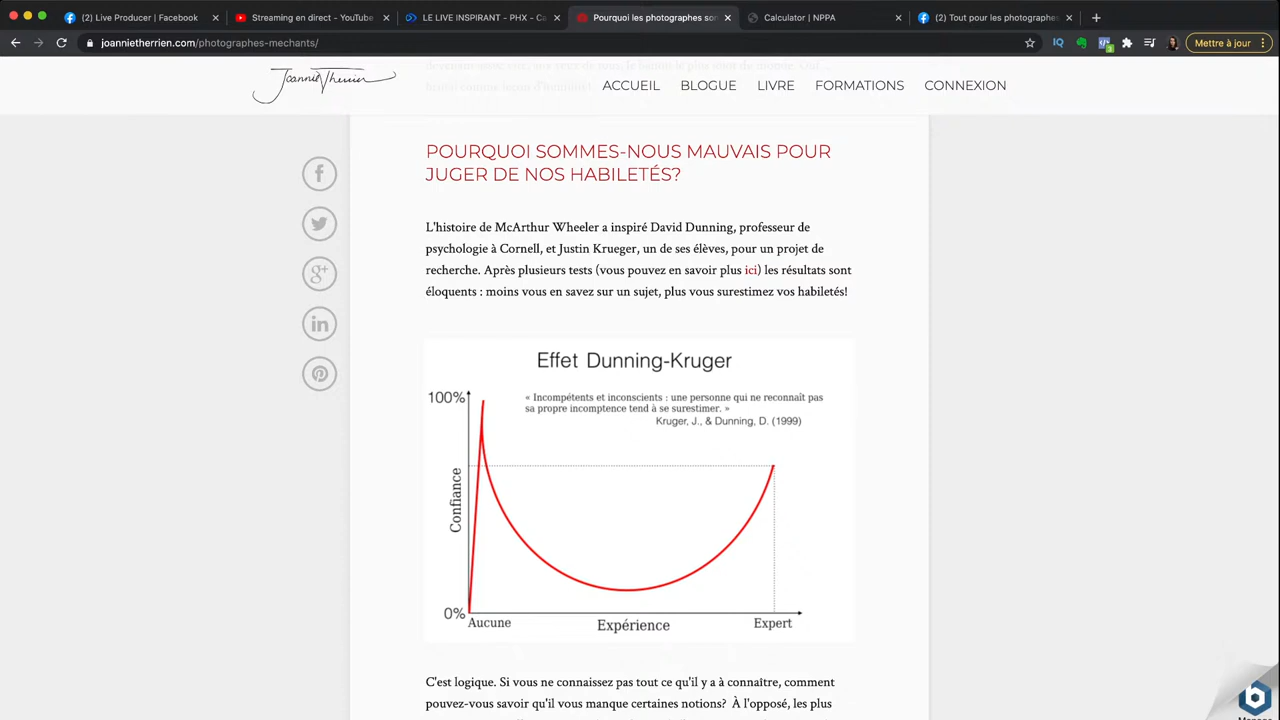 (2) Live Producer | Facebook
Streaming en direct - YouTube
LE LIVE INSPIRANT - PHX - Ca
Pourquoi les photographes so
Calculator | NPPA
(2) Tout pour les photographes
joannietherrien.com/photographes-mechants/
Mettre à jour
Joannie Therrien
ACCUEIL BLOGUE LIVRE FORMATIONS CONNEXION
POURQUOI SOMMES-NOUS MAUVAIS POUR
JUGER DE NOS HABILETÉS?
L'histoire de McArthur Wheeler a inspiré David Dunning, professeur de
psychologie à Cornell, et Justin Krueger, un de ses élèves, pour un projet de
recherche. Après plusieurs tests (vous pouvez en savoir plus ici) les résultats sont
éloquents : moins vous en savez sur un sujet, plus vous surestimez vos habiletés!
Effet Dunning-Kruger
100%
« Incompétents et inconscients : une personne qui ne reconnaît pas
sa propre incomptence tend à se surestimer. »
Kruger, J., & Dunning, D. (1999)
Confiance
0%
Aucune
Expérience
Expert
C'est logique. Si vous ne connaissez pas tout ce qu'il y a à connaître, comment
pouvez-vous savoir qu'il vous manque certaines notions? À l'opposé, les plus